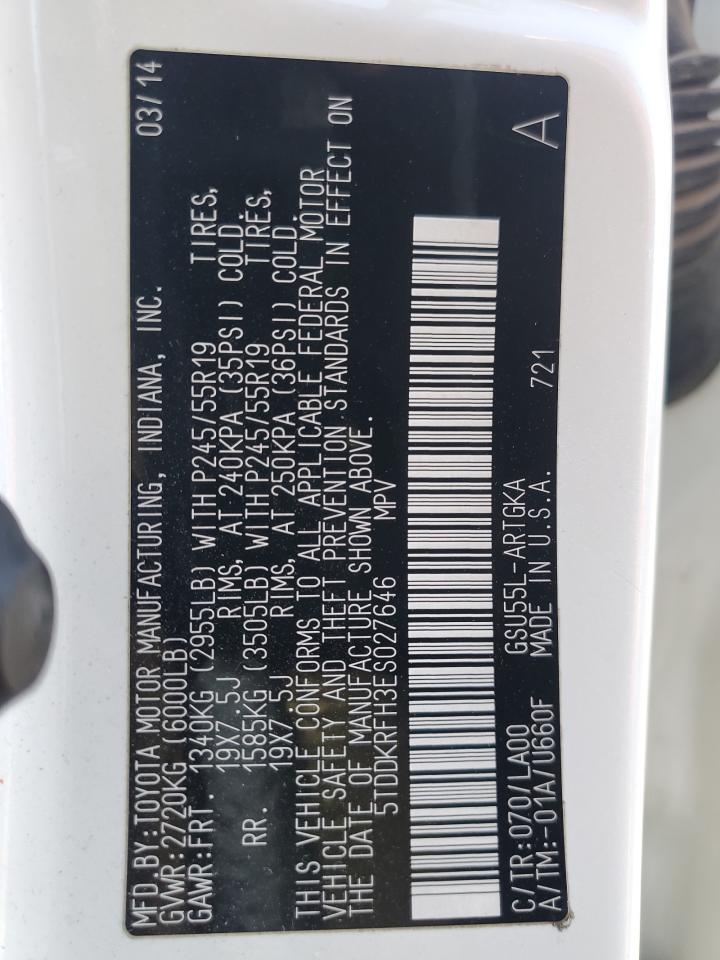 MFD.BY:TOYOTA MOTOR MANUFACTURING, INDIANA, INC. 03/14
GVWR:2720KG (6000LB)
GAWR:FRT. 1340KG (2955LB) WITH P245/55R19 TIRES,
19X7.5J RIMS, AT 240KPA (35PSI) COLD.
RR. 1585KG (3505LB) WITH P245/55R19 TIRES,
19X7.5J RIMS, AT 250KPA (36PSI) COLD.
THIS VEHICLE CONFORMS TO ALL APPLICABLE FEDERAL MOTOR
VEHICLE SAFETY AND THEFT PREVENTION STANDARDS IN EFFECT ON
THE DATE OF MANUFACTURE SHOWN ABOVE.
5TDDKRFH3ES027646 MPV
C/TR:070/LA00 GSU55L-ARTGKA
A/TM:-01A/U660F MADE IN U.S.A. 721 A